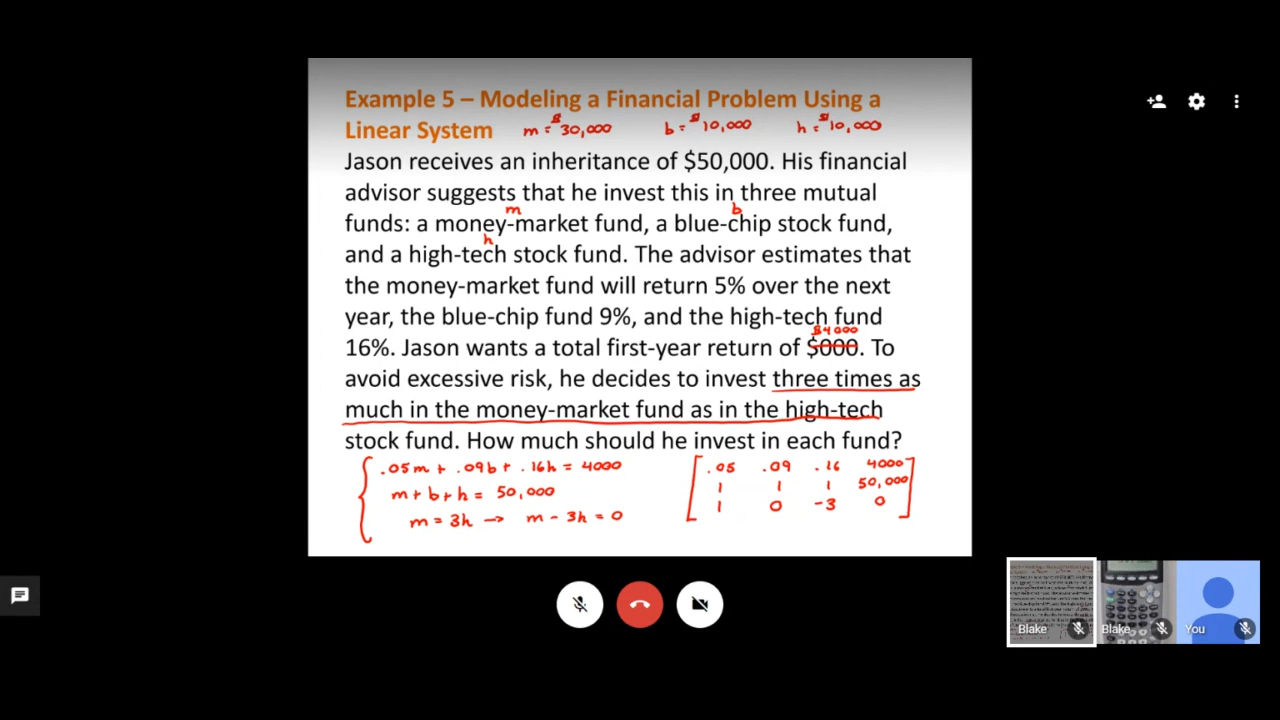 Example 5 – Modeling a Financial Problem Using a
Linear System m = $30,000 b = $10,000 h = $10,000
Jason receives an inheritance of $50,000. His financial
advisor suggests that he invest this in three mutual
m b
funds: a money-market fund, a blue-chip stock fund,
h
and a high-tech stock fund. The advisor estimates that
the money-market fund will return 5% over the next
year, the blue-chip fund 9%, and the high-tech fund
$4000
16%. Jason wants a total first-year return of $000. To
avoid excessive risk, he decides to invest three times as
much in the money-market fund as in the high-tech
stock fund. How much should he invest in each fund?
.05m + .09b + .16h = 4000
m + b + h = 50,000
m = 3h → m - 3h = 0
.05 .09 .16 4000
1 1 1 50,000
1 0 -3 0
Blake Blake You